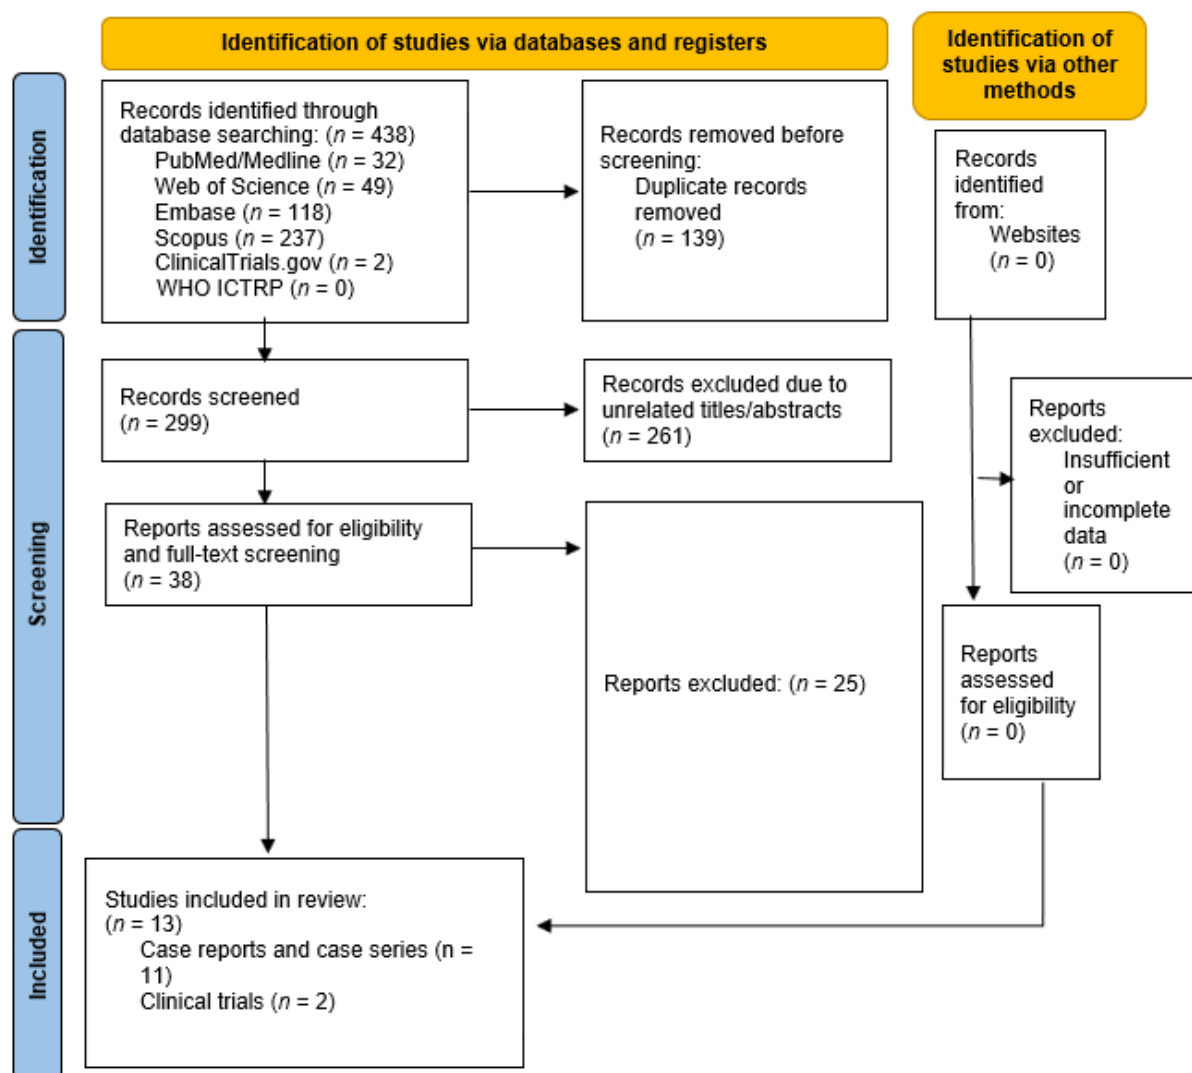 Identification of studies via databases and registers
Identification of
studies via other
methods
Identification
Records identified through
database searching: (n = 438)
PubMed/Medline (n = 32)
Web of Science (n = 49)
Embase (n = 118)
Scopus (n = 237)
ClinicalTrials.gov (n = 2)
WHO ICTRP (n = 0)
Records removed before
screening:
Duplicate records
removed
(n = 139)
Records
identified
from:
Websites
(n = 0)
Screening
Records screened
(n = 299)
Records excluded due to
unrelated titles/abstracts
(n = 261)
Reports
excluded:
Insufficient
or
incomplete
data
(n = 0)
Reports assessed for eligibility
and full-text screening
(n = 38)
Reports excluded: (n = 25)
Reports
assessed
for eligibility
(n = 0)
Included
Studies included in review:
(n = 13)
Case reports and case series (n =
11)
Clinical trials (n = 2)